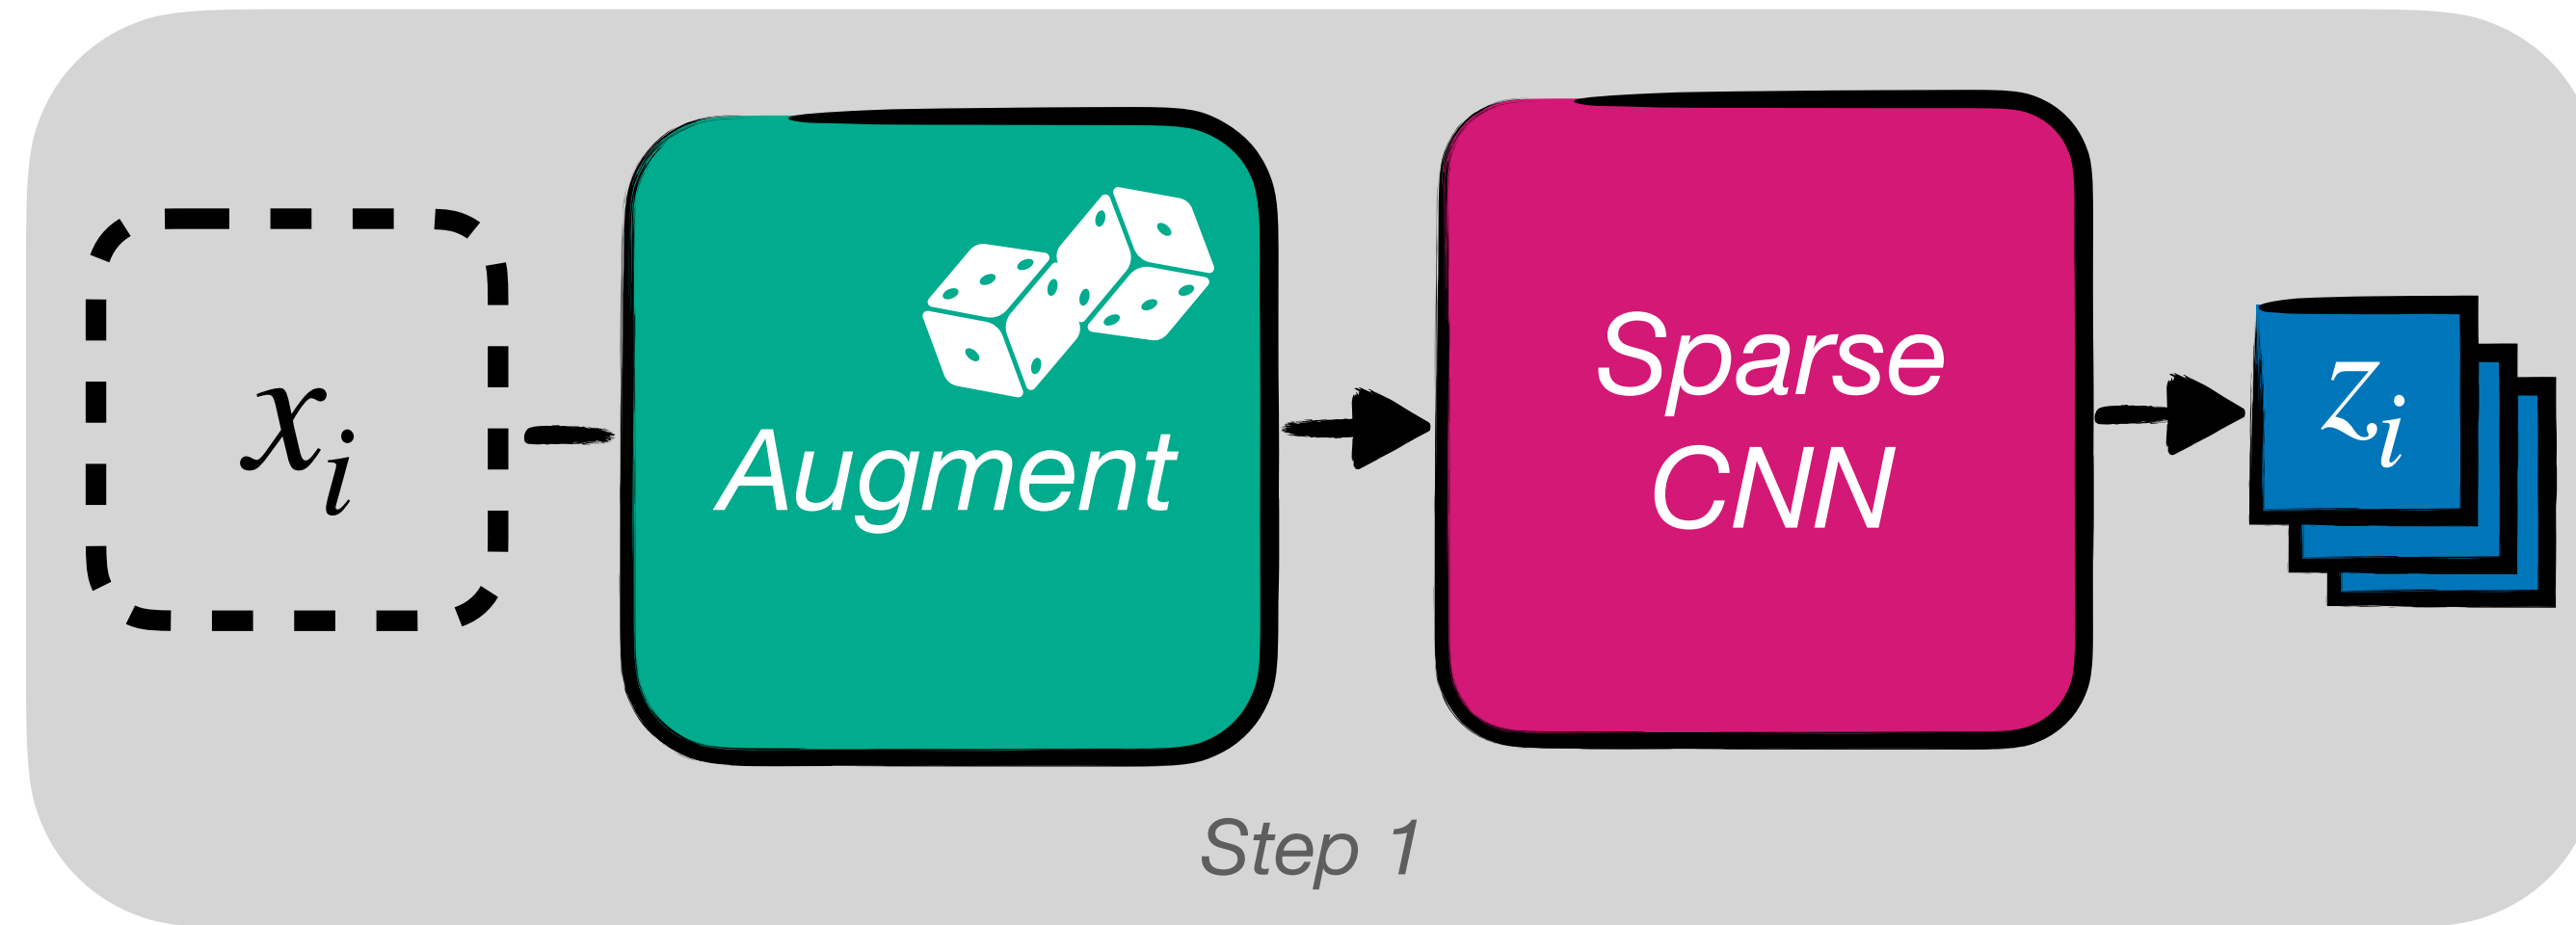 x_i
Augment
Sparse
CNN
z_i
Step 1